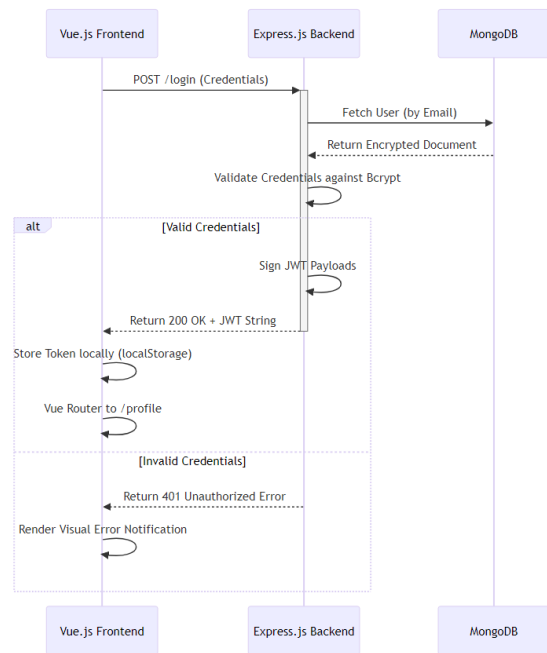 Vue.js Frontend
Express.js Backend
MongoDB
POST /login (Credentials)
Fetch User (by Email)
Return Encrypted Document
Validate Credentials against Bcrypt
alt
[Valid Credentials]
Sign JWT Payloads
Return 200 OK + JWT String
Store Token locally (localStorage)
Vue Router to /profile
[Invalid Credentials]
Return 401 Unauthorized Error
Render Visual Error Notification
Vue.js Frontend
Express.js Backend
MongoDB